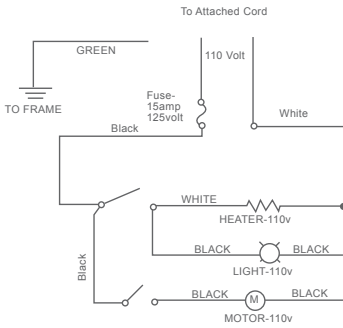 To Attached Cord
GREEN
110 Volt
Fuse-
15amp
125volt
TO FRAME
White
Black
WHITE
HEATER-110v
BLACK
BLACK
LIGHT-110v
Black
BLACK
M
BLACK
MOTOR-110v